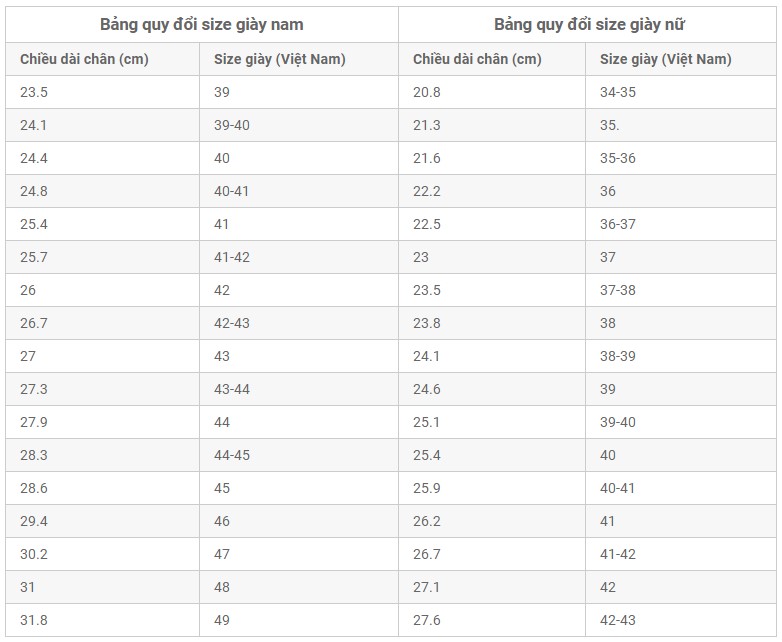 Bảng quy đổi size giày nam Bảng quy đổi size giày nữ
Chiều dài chân (cm) Size giày (Việt Nam) Chiều dài chân (cm) Size giày (Việt Nam)
23.5 39 20.8 34-35
24.1 39-40 21.3 35.
24.4 40 21.6 35-36
24.8 40-41 22.2 36
25.4 41 22.5 36-37
25.7 41-42 23 37
26 42 23.5 37-38
26.7 42-43 23.8 38
27 43 24.1 38-39
27.3 43-44 24.6 39
27.9 44 25.1 39-40
28.3 44-45 25.4 40
28.6 45 25.9 40-41
29.4 46 26.2 41
30.2 47 26.7 41-42
31 48 27.1 42
31.8 49 27.6 42-43